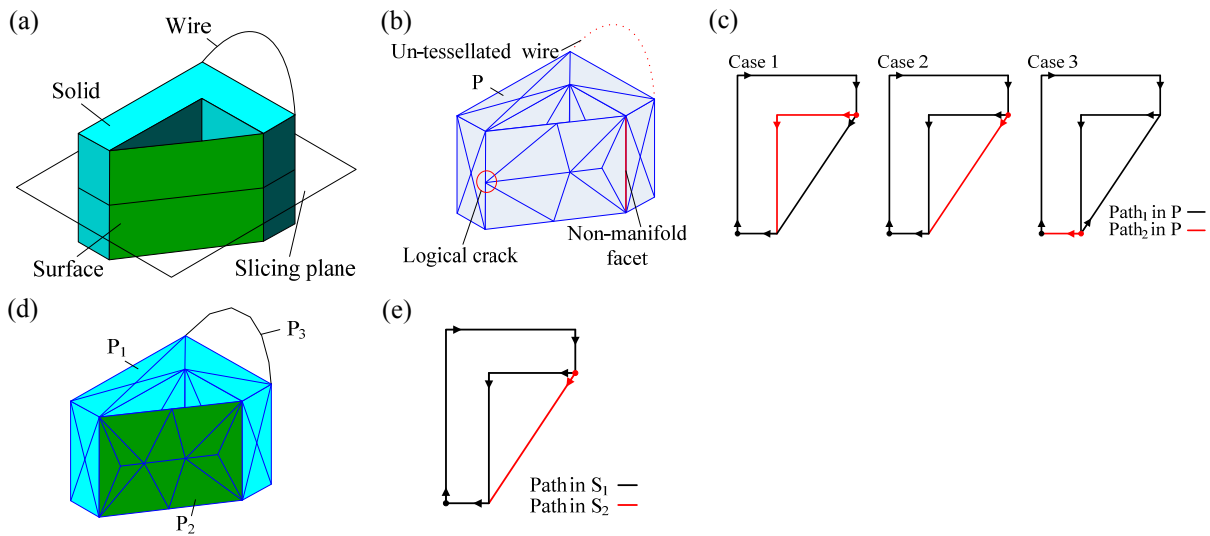 (a)
Wire
Solid
Surface
Slicing plane
(b)
Un-tessellated wire
P
Logical crack
Non-manifold
facet
(c)
Case 1
Case 2
Case 3
Path1 in P
Path2 in P
(d)
P1
P3
P2
(e)
Path in S1
Path in S2